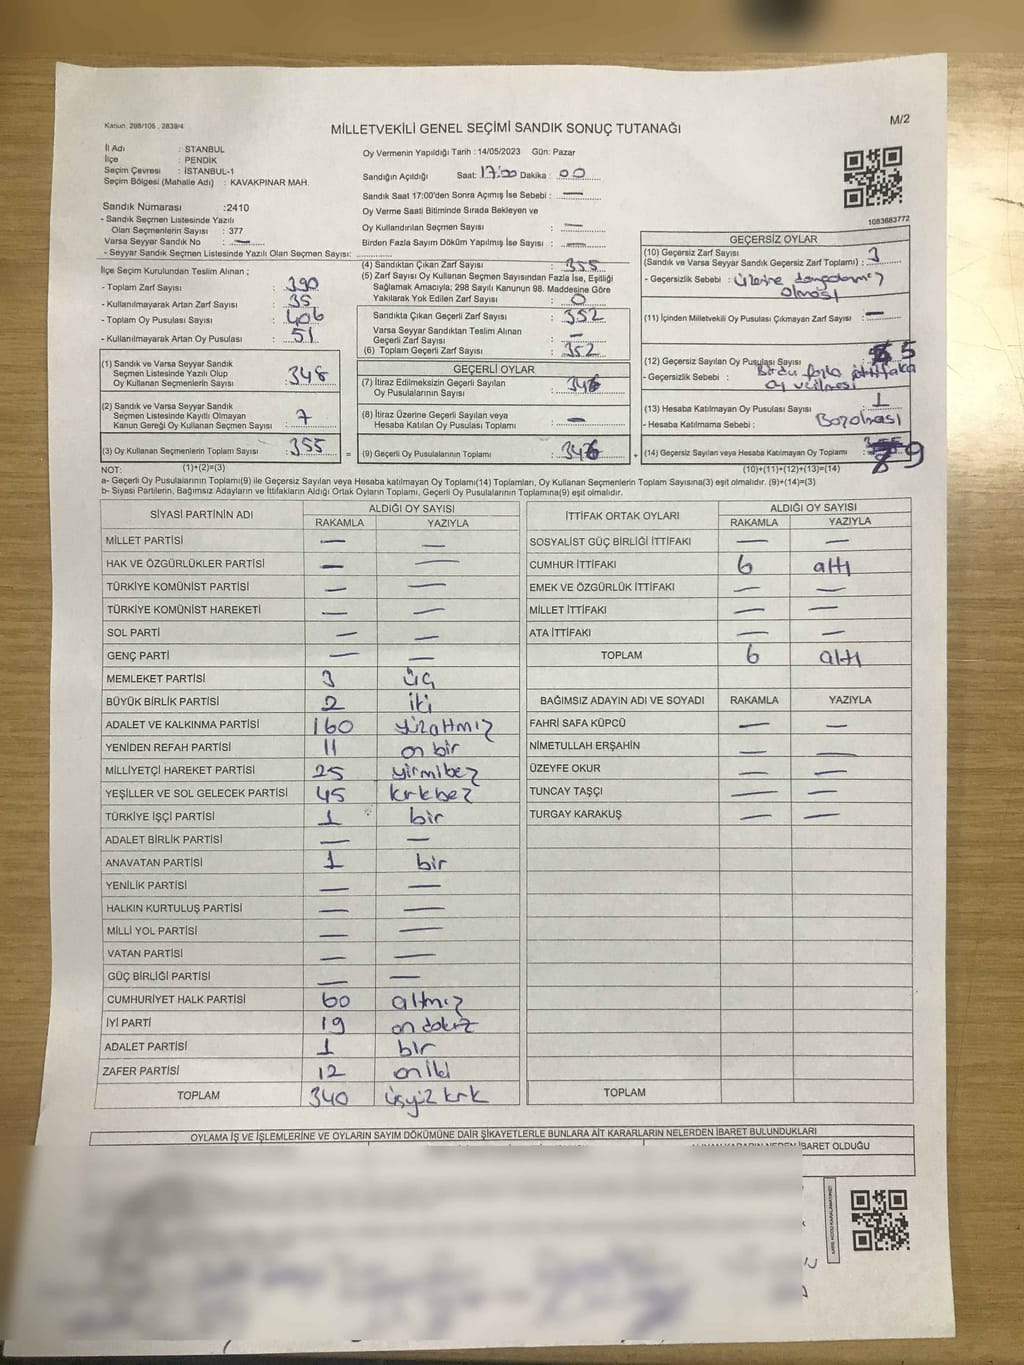 Kanun, 298/105 , 2839/4
M/2
MİLLETVEKİLİ GENEL SEÇİMİ SANDIK SONUÇ TUTANAĞI
İl Adı : STANBUL
İlçe : PENDİK
Seçim Çevresi : İSTANBUL-1
Seçim Bölgesi (Mahalle Adı) : KAVAKPINAR MAH.
Sandık Numarası :2410
- Sandık Seçmen Listesinde Yazılı
Olan Seçmenlerin Sayısı : 377
Varsa Seyyar Sandık No : —
- Seyyar Sandık Seçmen Listesinde Yazılı Olan Seçmen Sayısı:
İlçe Seçim Kurulundan Teslim Alınan ;
- Toplam Zarf Sayısı : 390
- Kullanılmayarak Artan Zarf Sayısı : 35
- Toplam Oy Pusulası Sayısı : 406
- Kullanılmayarak Artan Oy Pusulası : 51
(1) Sandık ve Varsa Seyyar Sandık
Seçmen Listesinde Yazılı Olup
Oy Kullanan Seçmenlerin Sayısı : 348
(2) Sandık ve Varsa Seyyar Sandık
Seçmen Listesinde Kayıtlı Olmayan
Kanun Gereği Oy Kullanan Seçmen Sayısı : 7
(3) Oy Kullanan Seçmenlerin Toplam Sayısı : 355
Oy Vermenin Yapıldığı Tarih : 14/05/2023 Gün: Pazar
Sandığın Açıldığı Saat: 17:00 Dakika : 00
Sandık Saat 17:00'den Sonra Açımış İse Sebebi : —
Oy Verme Saati Bitiminde Sırada Bekleyen ve
Oy Kullandırılan Seçmen Sayısı : —
Birden Fazla Sayım Döküm Yapılmış İse Sayısı : —
(4) Sandıktan Çıkan Zarf Sayısı : 355
(5) Zarf Sayısı Oy Kullanan Seçmen Sayısından Fazla İse, Eşitliği
Sağlamak Amacıyla; 298 Sayılı Kanunun 98. Maddesine Göre
Yakılarak Yok Edilen Zarf Sayısı : 0
Sandıkta Çıkan Geçerli Zarf Sayısı : 352
Varsa Seyyar Sandıktan Teslim Alınan
Geçerli Zarf Sayısı : —
(6) Toplam Geçerli Zarf Sayısı : 352
GEÇERLİ OYLAR
(7) İtiraz Edilmeksizin Geçerli Sayılan
Oy Pusulalarının Sayısı : 346
(8) İtiraz Üzerine Geçerli Sayılan veya
Hesaba Katılan Oy Pusulası Toplamı : —
= (9) Geçerli Oy Pusulalarının Toplamı : 346
1083683772
GEÇERSİZ OYLAR
(10) Geçersiz Zarf Sayısı
(Sandık ve Varsa Seyyar Sandık Geçersiz Zarf Toplamı) : 3
- Geçersizlik Sebebi :
olması
(11) İçinden Milletvekili Oy Pusulası Çıkmayan Zarf Sayısı : —
(12) Geçersiz Sayılan Oy Pusulası Sayısı : 5
- Geçersizlik Sebebi : Birden fazla ittifaka
oy verilmesi
(13) Hesaba Katılmayan Oy Pusulası Sayısı : 1
- Hesaba Katılmama Sebebi : Bozolması
+ (14) Geçersiz Sayılan veya Hesaba Katılmayan Oy Toplamı : 9
NOT: (1)+(2)=(3) (10)+(11)+(12)+(13)=(14)
a- Geçerli Oy Pusulalarının Toplamı(9) ile Geçersiz Sayılan veya Hesaba katılmayan Oy Toplamı(14) Toplamları, Oy Kullanan Seçmenlerin Toplam Sayısına(3) eşit olmalıdır. (9)+(14)=(3)
b- Siyasi Partilerin, Bağımsız Adayların ve İttifakların Aldığı Ortak Oyların Toplamı, Geçerli Oy Pusulalarının Toplamına(9) eşit olmalıdır.
SİYASİ PARTİNİN ADI ALDIĞI OY SAYISI
RAKAMLA YAZIYLA
MİLLET PARTİSİ — —
HAK VE ÖZGÜRLÜKLER PARTİSİ — —
TÜRKİYE KOMÜNİST PARTİSİ — —
TÜRKİYE KOMÜNİST HAREKETİ — —
SOL PARTİ — —
GENÇ PARTİ — —
MEMLEKET PARTİSİ 3 üç
BÜYÜK BİRLİK PARTİSİ 2 iki
ADALET VE KALKINMA PARTİSİ 160 yüzatmış
YENİDEN REFAH PARTİSİ 11 on bir
MİLLİYETÇİ HAREKET PARTİSİ 25 yirmibeş
YEŞİLLER VE SOL GELECEK PARTİSİ 45 kırkbeş
TÜRKİYE İŞÇİ PARTİSİ 1 bir
ADALET BİRLİK PARTİSİ — —
ANAVATAN PARTİSİ 1 bir
YENİLİK PARTİSİ — —
HALKIN KURTULUŞ PARTİSİ — —
MİLLİ YOL PARTİSİ — —
VATAN PARTİSİ — —
GÜÇ BİRLİĞİ PARTİSİ — —
CUMHURİYET HALK PARTİSİ 60 altmış
İYİ PARTİ 19 on dokuz
ADALET PARTİSİ 1 bir
ZAFER PARTİSİ 12 oniki
TOPLAM 340 üçyüz kırk
İTTİFAK ORTAK OYLARI ALDIĞI OY SAYISI
RAKAMLA YAZIYLA
SOSYALİST GÜÇ BİRLİĞİ İTTİFAKI — —
CUMHUR İTTİFAKI 6 altı
EMEK VE ÖZGÜRLÜK İTTİFAKI — —
MİLLET İTTİFAKI — —
ATA İTTİFAKI — —
TOPLAM 6 altı
BAĞIMSIZ ADAYIN ADI VE SOYADI RAKAMLA YAZIYLA
FAHRİ SAFA KÜPCÜ — —
NİMETULLAH ERŞAHİN — —
ÜZEYFE OKUR — —
TUNCAY TAŞÇI — —
TURGAY KARAKUŞ — —
TOPLAM
OYLAMA İŞ VE İŞLEMLERİNE VE OYLARIN SAYIM DÖKÜMÜNE DAİR ŞİKAYETLERLE BUNLARA AİT KARARLARIN NELERDEN İBARET BULUNDUKLARI
İBARET OLDUĞU